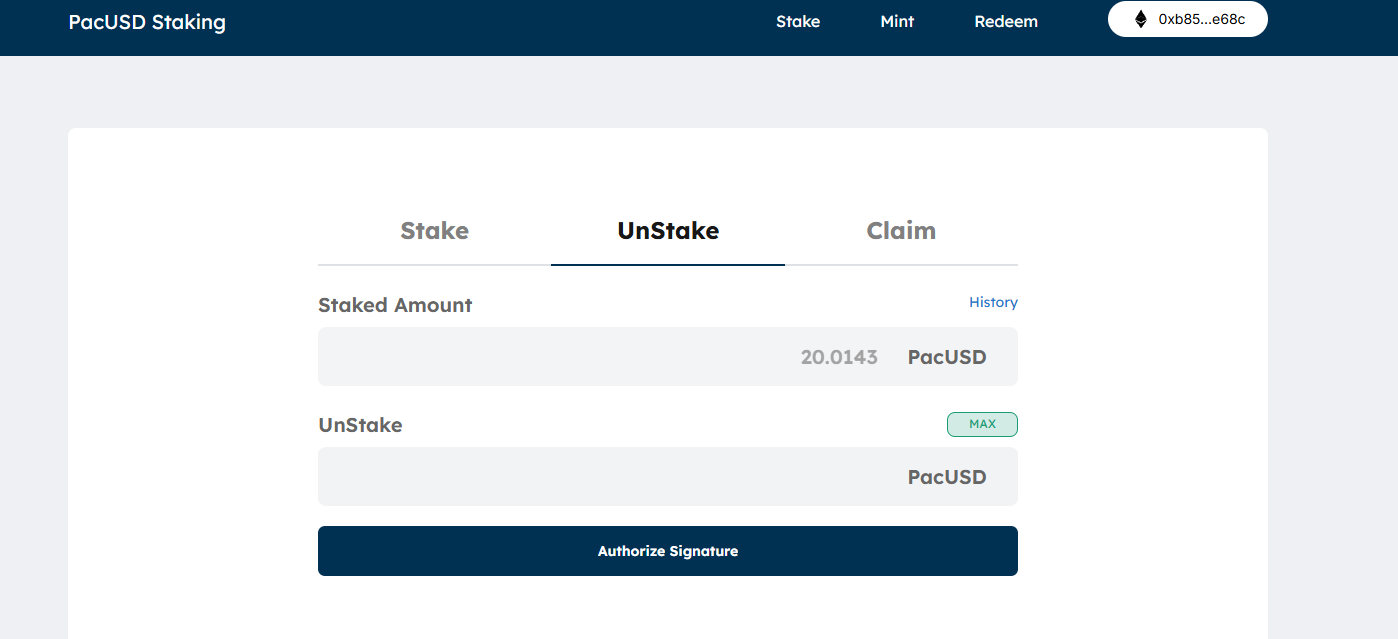 PacUSD Staking
Stake Mint Redeem 0xb85...e68c
Stake UnStake Claim
Staked Amount History
20.0143 PacUSD
UnStake MAX
PacUSD
Authorize Signature